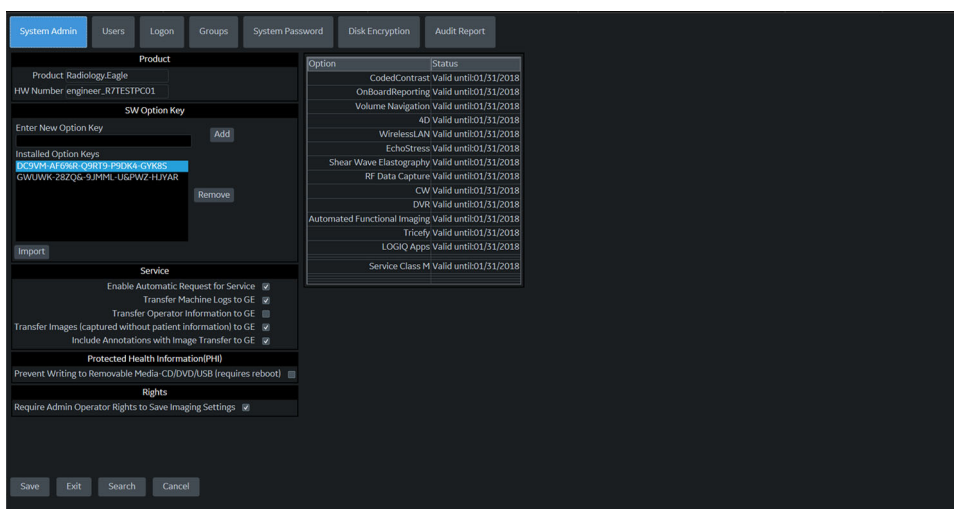 System Admin Users Logon Groups System Password Disk Encryption Audit Report
Product
Product Radiology.Eagle
HW Number engineer_R7TESTPC01
SW Option Key
Enter New Option Key
Add
Installed Option Keys
DC9VM-AF6%R-Q9RT9-P9DK4-GYK8S
GWUWK-28ZQ&-9JMML-U&PWZ-HJYAR
Remove
Import
Service
Enable Automatic Request for Service
Transfer Machine Logs to GE
Transfer Operator Information to GE
Transfer Images (captured without patient information) to GE
Include Annotations with Image Transfer to GE
Protected Health Information(PHI)
Prevent Writing to Removable Media-CD/DVD/USB (requires reboot)
Rights
Require Admin Operator Rights to Save Imaging Settings
Option Status
CodedContrast Valid until:01/31/2018
OnBoardReporting Valid until:01/31/2018
Volume Navigation Valid until:01/31/2018
4D Valid until:01/31/2018
WirelessLAN Valid until:01/31/2018
EchoStress Valid until:01/31/2018
Shear Wave Elastography Valid until:01/31/2018
RF Data Capture Valid until:01/31/2018
CW Valid until:01/31/2018
DVR Valid until:01/31/2018
Automated Functional Imaging Valid until:01/31/2018
Tricefy Valid until:01/31/2018
LOGIQ Apps Valid until:01/31/2018
Service Class M Valid until:01/31/2018
Save Exit Search Cancel